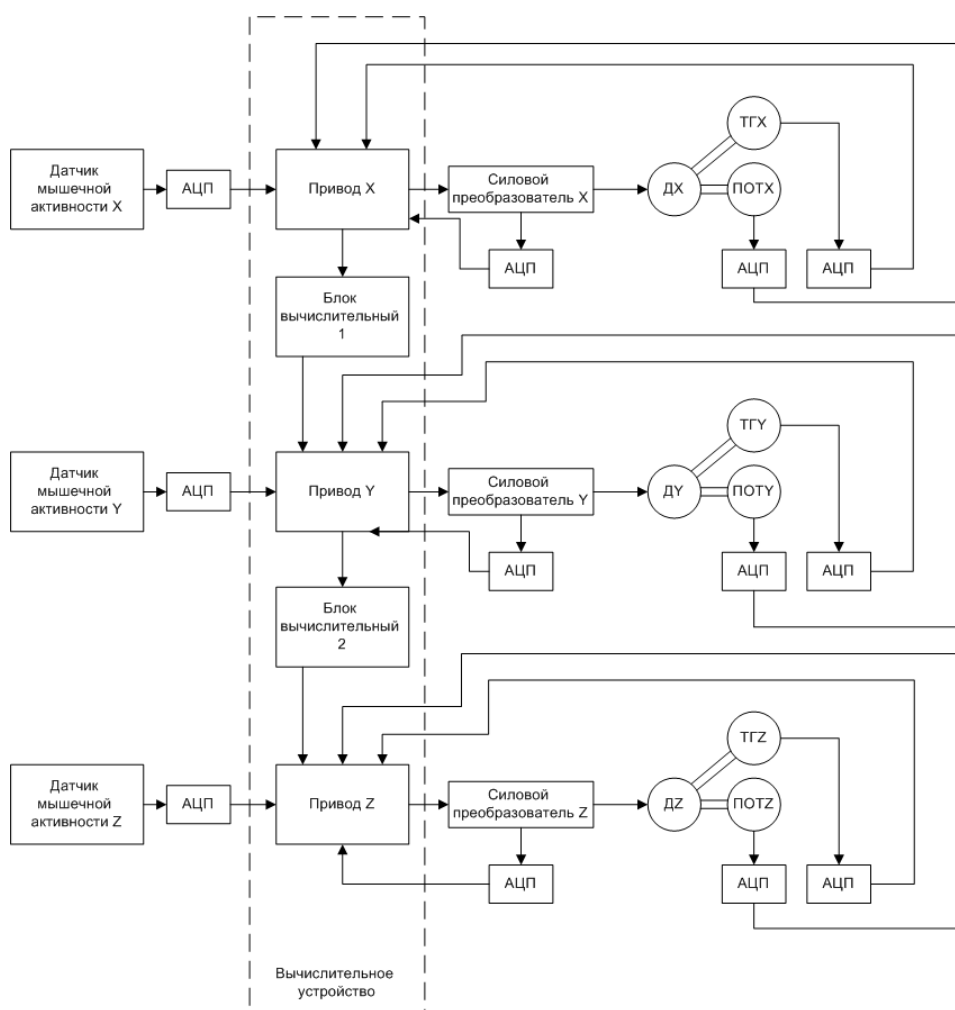 ТГX
Датчик
мышечной
активности X
АЦП
Привод X
Силовой
преобразователь X
ДX
ПОТX
АЦП
АЦП
АЦП
Блок
вычислительный
1
ТГY
Датчик
мышечной
активности Y
АЦП
Привод Y
Силовой
преобразователь Y
ДY
ПОТY
АЦП
АЦП
АЦП
Блок
вычислительный
2
ТГZ
Датчик
мышечной
активности Z
АЦП
Привод Z
Силовой
преобразователь Z
ДZ
ПОТZ
АЦП
АЦП
АЦП
Вычислительное
устройство